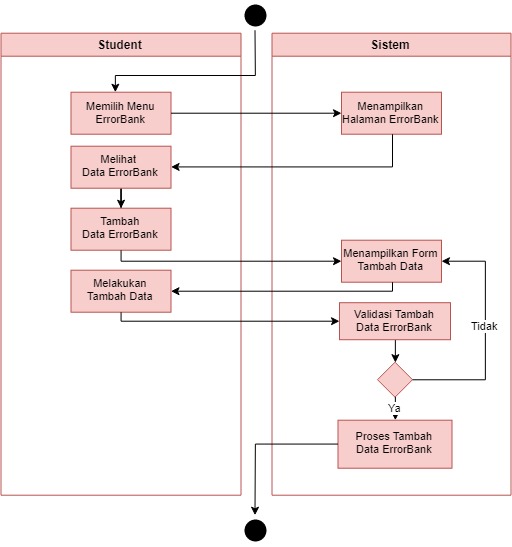 Student
Sistem
Memilih Menu
ErrorBank
Menampilkan
Halaman ErrorBank
Melihat
Data ErrorBank
Tambah
Data ErrorBank
Menampilkan Form
Tambah Data
Melakukan
Tambah Data
Validasi Tambah
Data ErrorBank
Tidak
Ya
Proses Tambah
Data ErrorBank